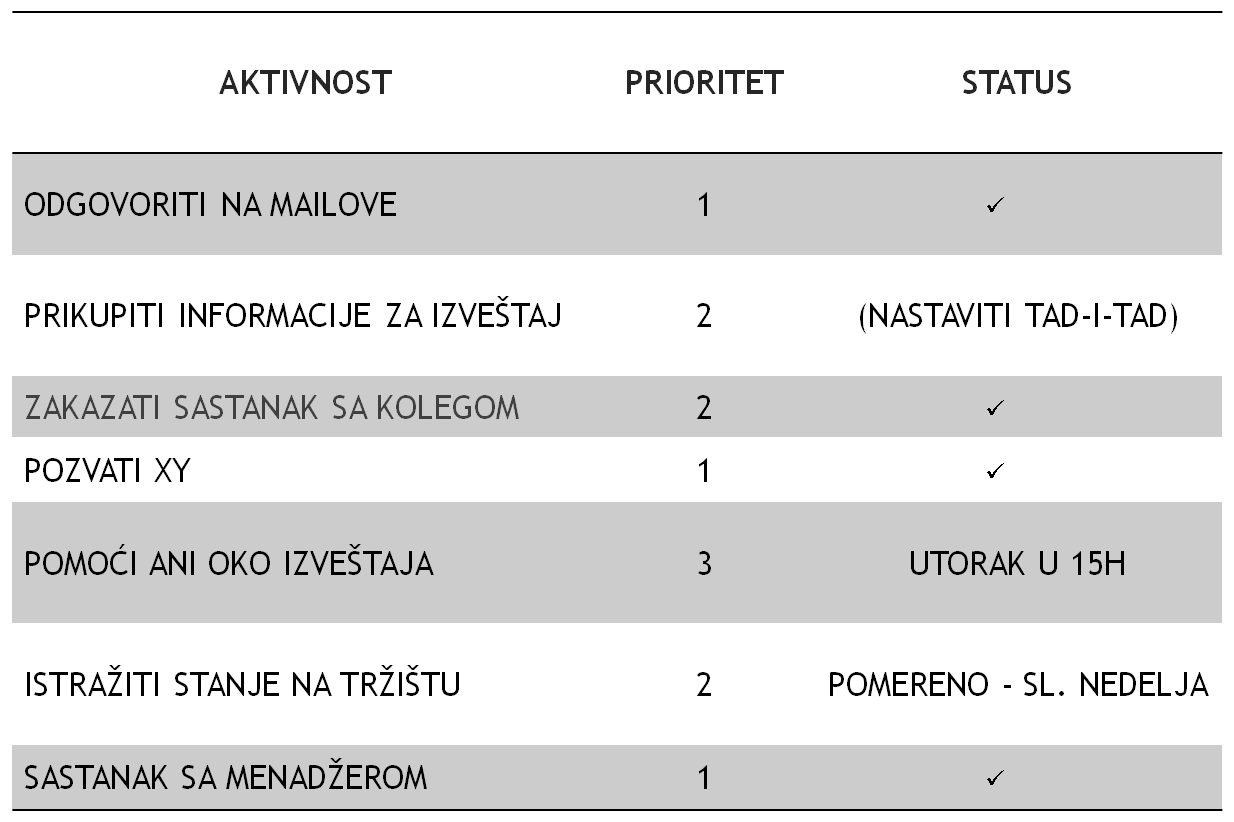 AKTIVNOST PRIORITET STATUS
ODGOVORITI NA MAILOVE 1 ✓
PRIKUPITI INFORMACIJE ZA IZVEŠTAJ 2 (NASTAVITI TAD-I-TAD)
ZAKAZATI SASTANAK SA KOLEGOM 2 ✓
POZVATI XY 1 ✓
POMOĆI ANI OKO IZVEŠTAJA 3 UTORAK U 15H
ISTRAŽITI STANJE NA TRŽIŠTU 2 POMERENO - SL. NEDELJA
SASTANAK SA MENADŽEROM 1 ✓